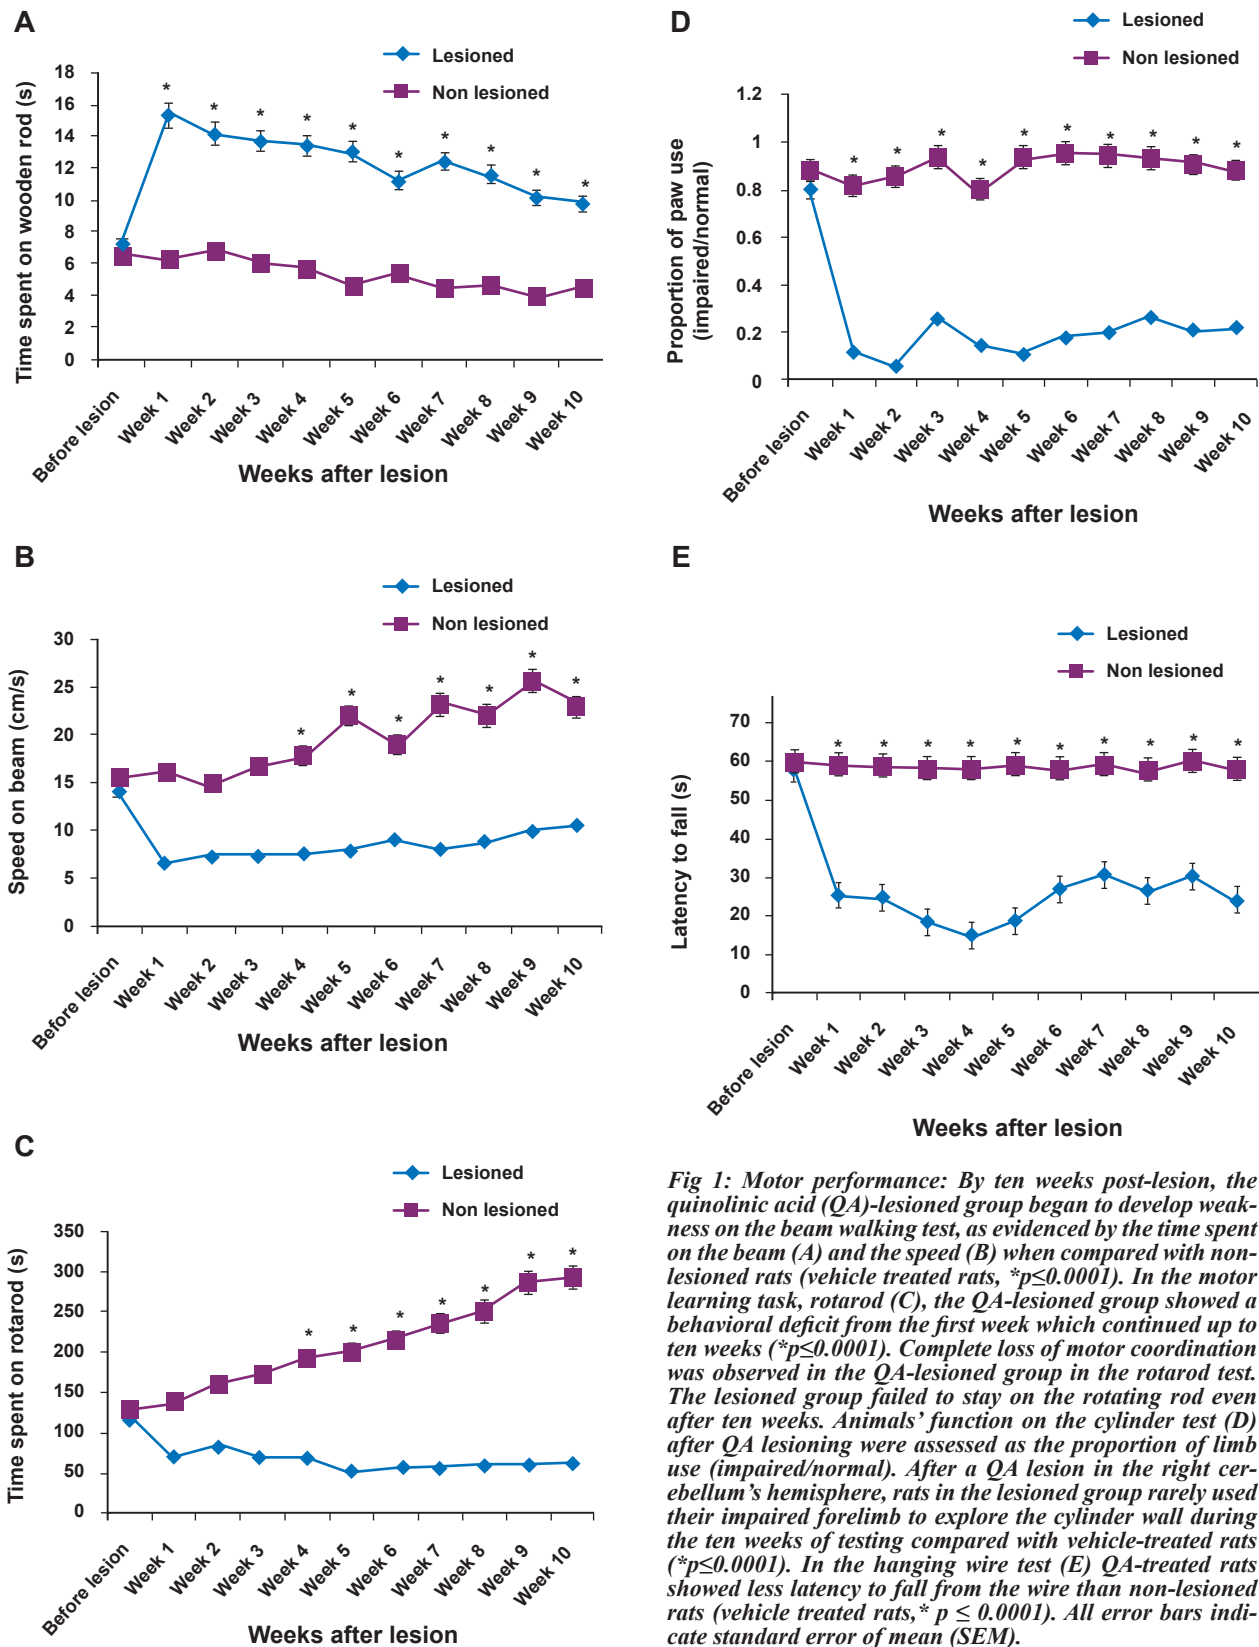 A
Lesioned
Non lesioned
Time spent on wooden rod (s)
18
16
14
12
10
8
6
4
2
0
* * * * * * * * * *
Before lesion
Week 1
Week 2
Week 3
Week 4
Week 5
Week 6
Week 7
Week 8
Week 9
Week 10
Weeks after lesion
B
Lesioned
Non lesioned
Speed on beam (cm/s)
30
25
20
15
10
5
0
* * * * * * *
Before lesion
Week 1
Week 2
Week 3
Week 4
Week 5
Week 6
Week 7
Week 8
Week 9
Week 10
Weeks after lesion
C
Lesioned
Non lesioned
Time spent on rotarod (s)
350
300
250
200
150
100
50
0
* * * * * * *
Before lesion
Week 1
Week 2
Week 3
Week 4
Week 5
Week 6
Week 7
Week 8
Week 9
Week 10
Weeks after lesion
D
Lesioned
Non lesioned
Proportion of paw use
(impaired/normal)
1.2
1
0.8
0.6
0.4
0.2
0
* * * * * * * * * *
Before lesion
Week 1
Week 2
Week 3
Week 4
Week 5
Week 6
Week 7
Week 8
Week 9
Week 10
Weeks after lesion
E
Lesioned
Non lesioned
Latency to fall (s)
70
60
50
40
30
20
10
0
* * * * * * * * * *
Before lesion
Week 1
Week 2
Week 3
Week 4
Week 5
Week 6
Week 7
Week 8
Week 9
Week 10
Weeks after lesion
Fig 1: Motor performance: By ten weeks post-lesion, the
quinolinic acid (QA)-lesioned group began to develop weak-
ness on the beam walking test, as evidenced by the time spent
on the beam (A) and the speed (B) when compared with non-
lesioned rats (vehicle treated rats, *p≤0.0001). In the motor
learning task, rotarod (C), the QA-lesioned group showed a
behavioral deficit from the first week which continued up to
ten weeks (*p≤0.0001). Complete loss of motor coordination
was observed in the QA-lesioned group in the rotarod test.
The lesioned group failed to stay on the rotating rod even
after ten weeks. Animals' function on the cylinder test (D)
after QA lesioning were assessed as the proportion of limb
use (impaired/normal). After a QA lesion in the right cer-
ebellum's hemisphere, rats in the lesioned group rarely used
their impaired forelimb to explore the cylinder wall during
the ten weeks of testing compared with vehicle-treated rats
(*p≤0.0001). In the hanging wire test (E) QA-treated rats
showed less latency to fall from the wire than non-lesioned
rats (vehicle treated rats,* p ≤ 0.0001). All error bars indi-
cate standard error of mean (SEM).